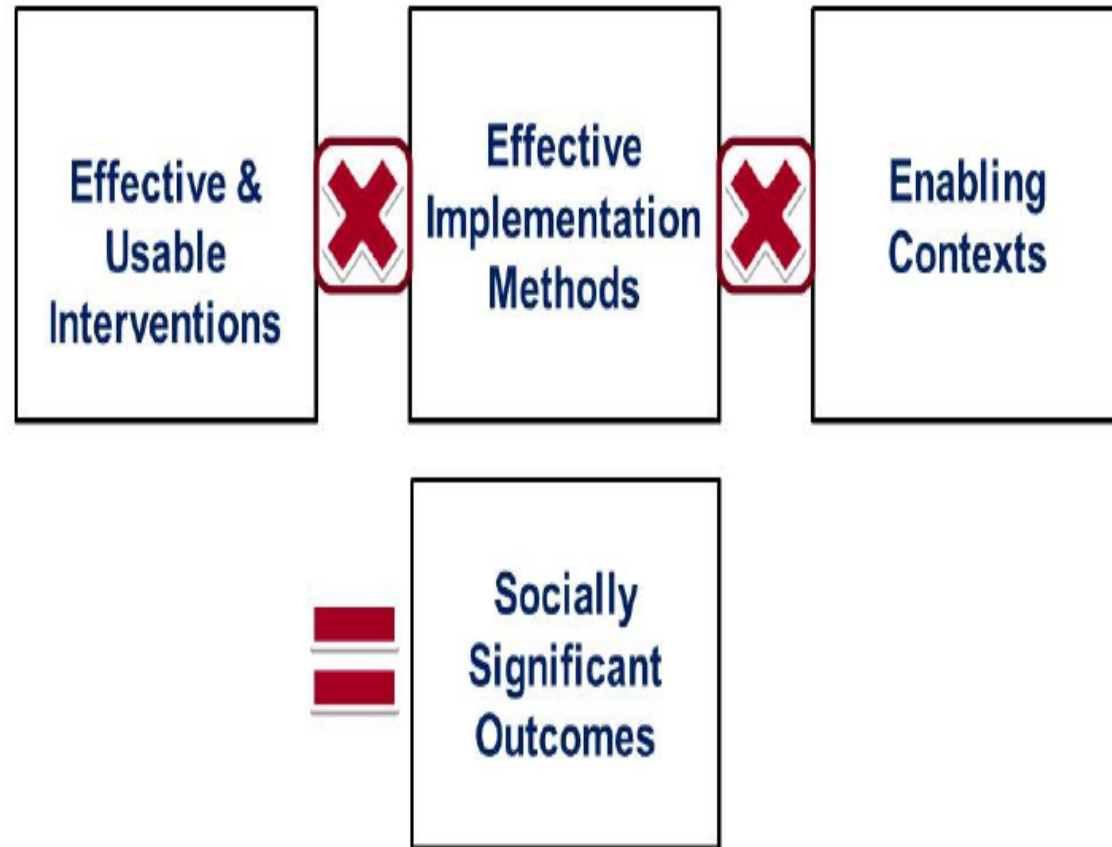 Effective &
Usable
Interventions
Effective
Implementation
Methods
Enabling
Contexts
Socially
Significant
Outcomes